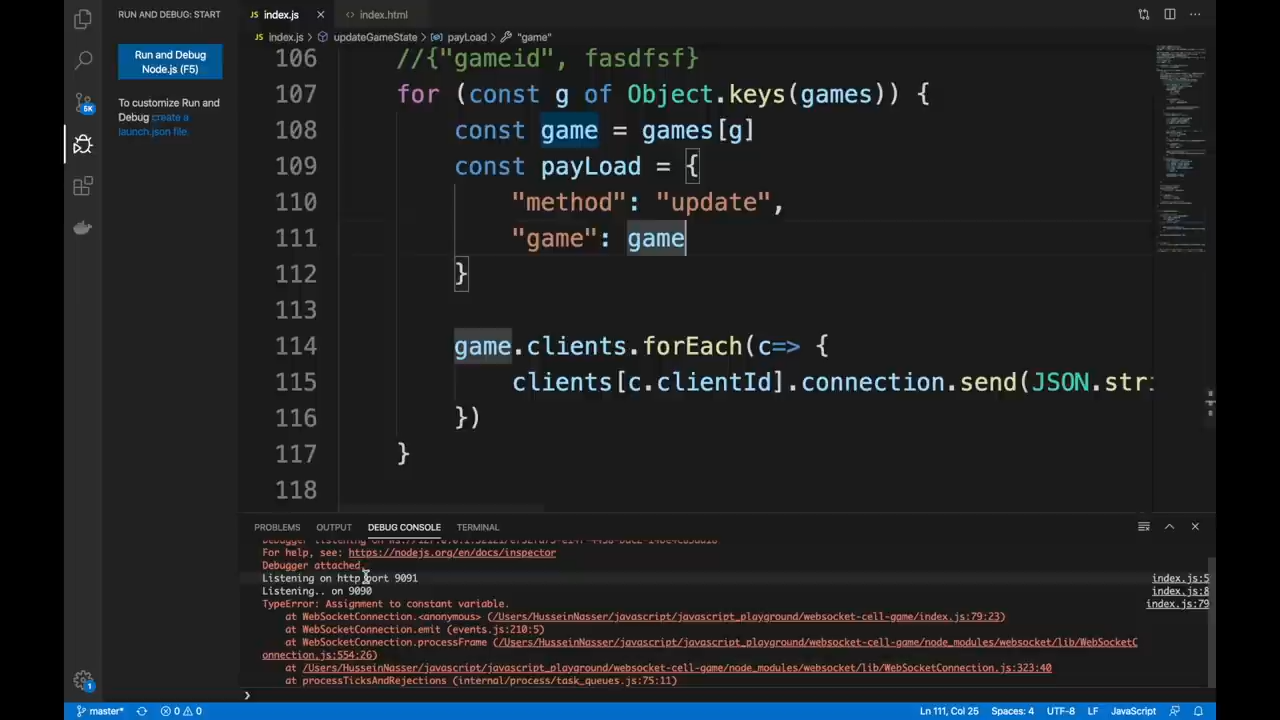 RUN AND DEBUG: START
index.js
index.html
Run and Debug
Node.js (F5)
To customize Run and
Debug create a
launch.json file.
5K
index.js › updateGameState › payLoad › "game"
106 //{"gameid", fasdfsf}
107 for (const g of Object.keys(games)) {
108 const game = games[g]
109 const payLoad = {
110 "method": "update",
111 "game": game
112 }
113
114 game.clients.forEach(c=> {
115 clients[c.clientId].connection.send(JSON.stri
116 })
117 }
118
PROBLEMS OUTPUT DEBUG CONSOLE TERMINAL
For help, see: https://nodejs.org/en/docs/inspector
Debugger attached.
Listening on http port 9091 index.js:5
Listening.. on 9090 index.js:8
TypeError: Assignment to constant variable. index.js:79
at WebSocketConnection.<anonymous> (/Users/HusseinNasser/javascript/javascript_playground/websocket-cell-game/index.js:79:23)
at WebSocketConnection.emit (events.js:210:5)
at WebSocketConnection.processFrame (/Users/HusseinNasser/javascript/javascript_playground/websocket-cell-game/node_modules/websocket/lib/WebSocketC
onnection.js:554:26)
at /Users/HusseinNasser/javascript/javascript_playground/websocket-cell-game/node_modules/websocket/lib/WebSocketConnection.js:323:40
at processTicksAndRejections (internal/process/task_queues.js:75:11)
1
master* 0 0 Ln 111, Col 25 Spaces: 4 UTF-8 LF JavaScript